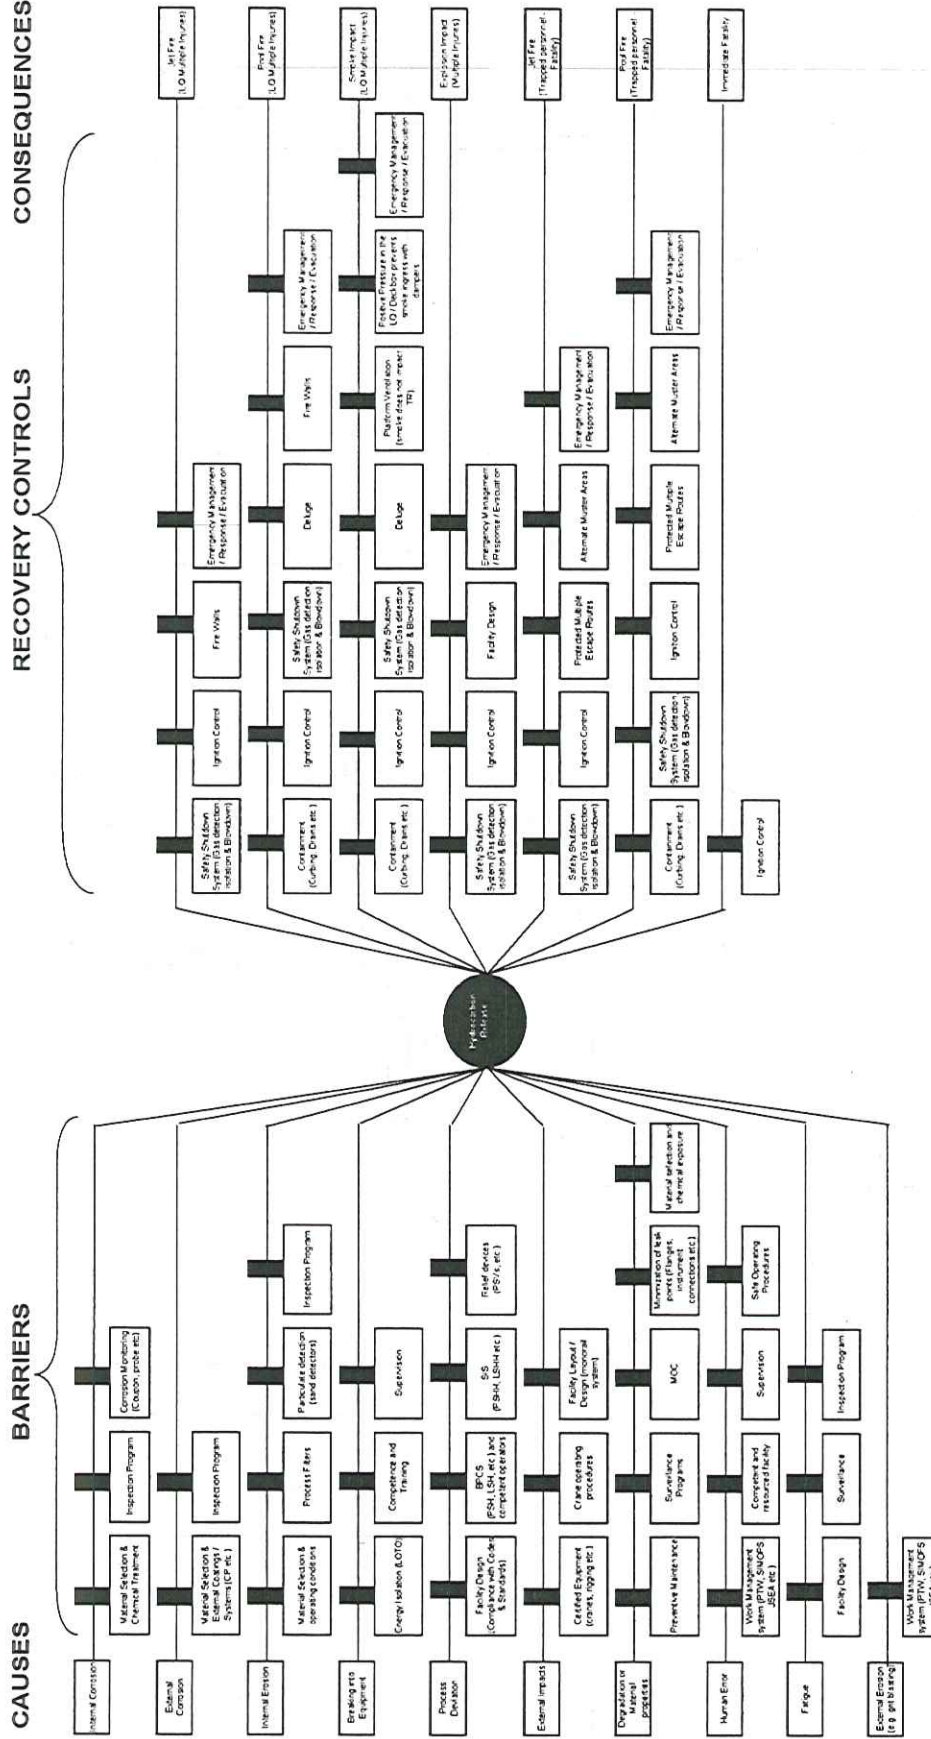 CAUSES
BARRIERS
RECOVERY CONTROLS
CONSEQUENCES
Internal Corrosion
Material Selection &
Chemical Treatment
Inspection Program
Corrosion Monitoring
(Coupon, probe etc)
External
Corrosion
Material Selection &
External Coatings /
Systems (CP etc.)
Inspection Program
Internal Erosion
Material Selection &
operating conditions
Process Filters
Particulate detection
(sand detectors)
Inspection Program
Breaking into
Equipment
Energy Isolation (LOTO)
Competence and
Training
Supervision
Process
Deviation
Facility Design
(Compliance with Codes
& Standards)
BPCS
(PSH, LSH, etc.) and
competent operators
(PSHH, LSHH etc)
Relief devices
(PSVs, etc.)
External Impacts
Certified Equipment
(cranes, rigging etc.)
Crane operating
procedures
Facility Layout /
Design (monorail
system)
Degradation of
Material
properties
Preventive Maintenance
Surveillance
Programs
MOC
Minimization of leak
points (Flanges,
instrument
connections etc)
Material selection and
chemical exposure
Human Error
Work Management
system (PTW, SIMOPS
JSEA etc.)
Competent and
resourced facility
Supervision
Safe Operating
Procedures
Fatigue
Facility Design
Surveillance
Inspection Program
External Erosion
(e.g. grit blasting)
Work Management
system (PTW, SIMOPS
Hydrocarbon
Release
Safety Shutdown
System (Gas detection
isolation & Blowdown)
Ignition Control
Fire Walls
Emergency Management
/ Response / Evacuation
Jet Fire
(LQ Multiple Injures)
Containment
(Curbing, Drains etc.)
Ignition Control
Safety Shutdown
System (Gas detection
isolation & Blowdown)
Deluge
Fire Walls
Emergency Management
/ Response / Evacuation
Pool Fire
(LQ Multiple Injures)
Containment
(Curbing, Drains etc.)
Ignition Control
Safety Shutdown
System (Gas detection
isolation & Blowdown)
Deluge
Platform Ventilation
(smoke does not impact
TR)
Positive Pressure in the
LQ / Deckbox prevents
smoke ingress with
dampers
Emergency Management
/ Response / Evacuation
Smoke Impact
(LQ Multiple Injures)
Safety Shutdown
System (Gas detection
isolation & Blowdown)
Ignition Control
Facility Design
Emergency Management
/ Response / Evacuation
Explosion Impact
(Multiple Injures)
Safety Shutdown
System (Gas detection
isolation & Blowdown)
Ignition Control
Protected Multiple
Escape Routes
Alternate Muster Areas
Emergency Management
/ Response / Evacuation
Jet Fire
(Trapped personnel -
Fatality)
Containment
(Curbing, Drains etc.)
Safety Shutdown
System (Gas detection
isolation & Blowdown)
Ignition Control
Protected Multiple
Escape Routes
Alternate Muster Areas
Emergency Management
/ Response / Evacuation
Pool Fire
(Trapped personnel -
Fatality)
Ignition Control
Immediate Fatality